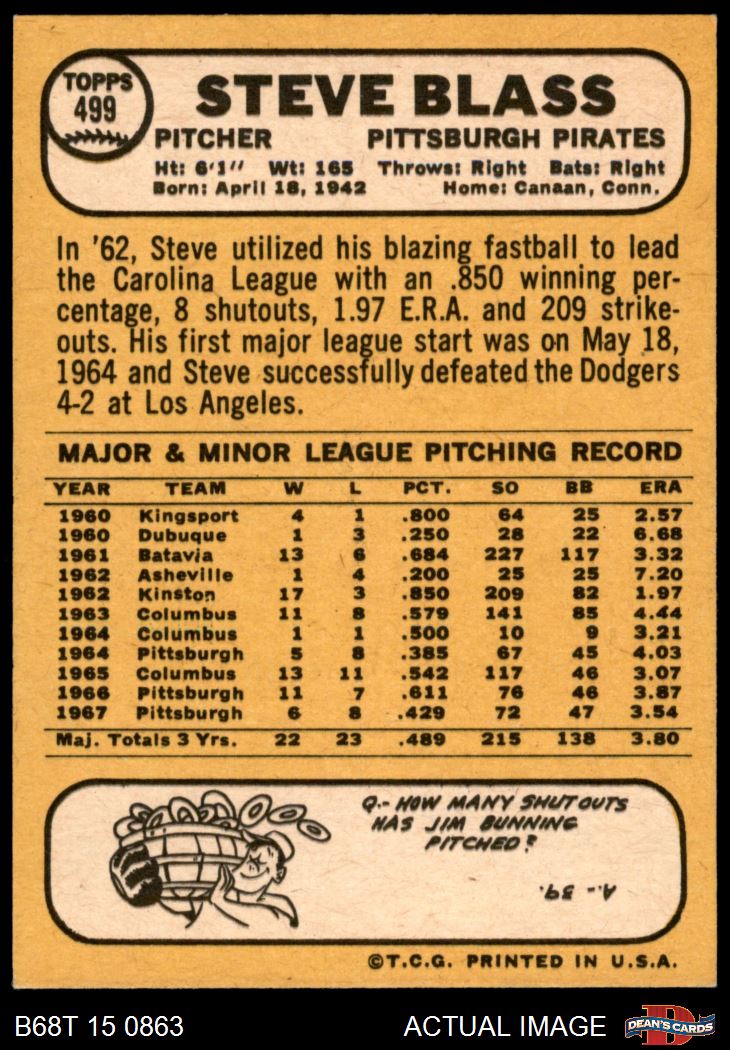 TOPPS
499
STEVE BLASS
PITCHER PITTSBURGH PIRATES
Ht: 6'1" Wt: 165 Throws: Right Bats: Right
Born: April 18, 1942 Home: Canaan, Conn.
In '62, Steve utilized his blazing fastball to lead
the Carolina League with an .850 winning per-
centage, 8 shutouts, 1.97 E.R.A. and 209 strike-
outs. His first major league start was on May 18,
1964 and Steve successfully defeated the Dodgers
4-2 at Los Angeles.
MAJOR & MINOR LEAGUE PITCHING RECORD
YEAR TEAM W L PCT. SO BB ERA
1960 Kingsport 4 1 .800 64 25 2.57
1960 Dubuque 1 3 .250 28 22 6.68
1961 Batavia 13 6 .684 227 117 3.32
1962 Asheville 1 4 .200 25 25 7.20
1962 Kinston 17 3 .850 209 82 1.97
1963 Columbus 11 8 .579 141 85 4.44
1964 Columbus 1 1 .500 10 9 3.21
1964 Pittsburgh 5 8 .385 67 45 4.03
1965 Columbus 13 11 .542 117 46 3.07
1966 Pittsburgh 11 7 .611 76 46 3.87
1967 Pittsburgh 6 8 .429 72 47 3.54
Maj. Totals 3 Yrs. 22 23 .489 215 138 3.80
Q.- HOW MANY SHUTOUTS
HAS JIM BUNNING
PITCHED?
A.- 39.
©T.C.G. PRINTED IN U.S.A.
B68T 15 0863 ACTUAL IMAGE
D
DEAN'S CARDS